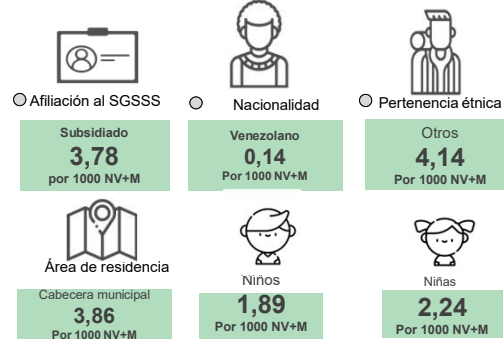 Afiliación al SGSSS
Subsidiado
3,78
por 1000 NV+M
Nacionalidad
Venezolano
0,14
Por 1000 NV+M
Pertenencia étnica
Otros
4,14
Por 1000 NV+M
Área de residencia
Cabecera municipal
3,86
Por 1000 NV+M
Niños
1,89
Por 1000 NV+M
Niñas
2,24
Por 1000 NV+M